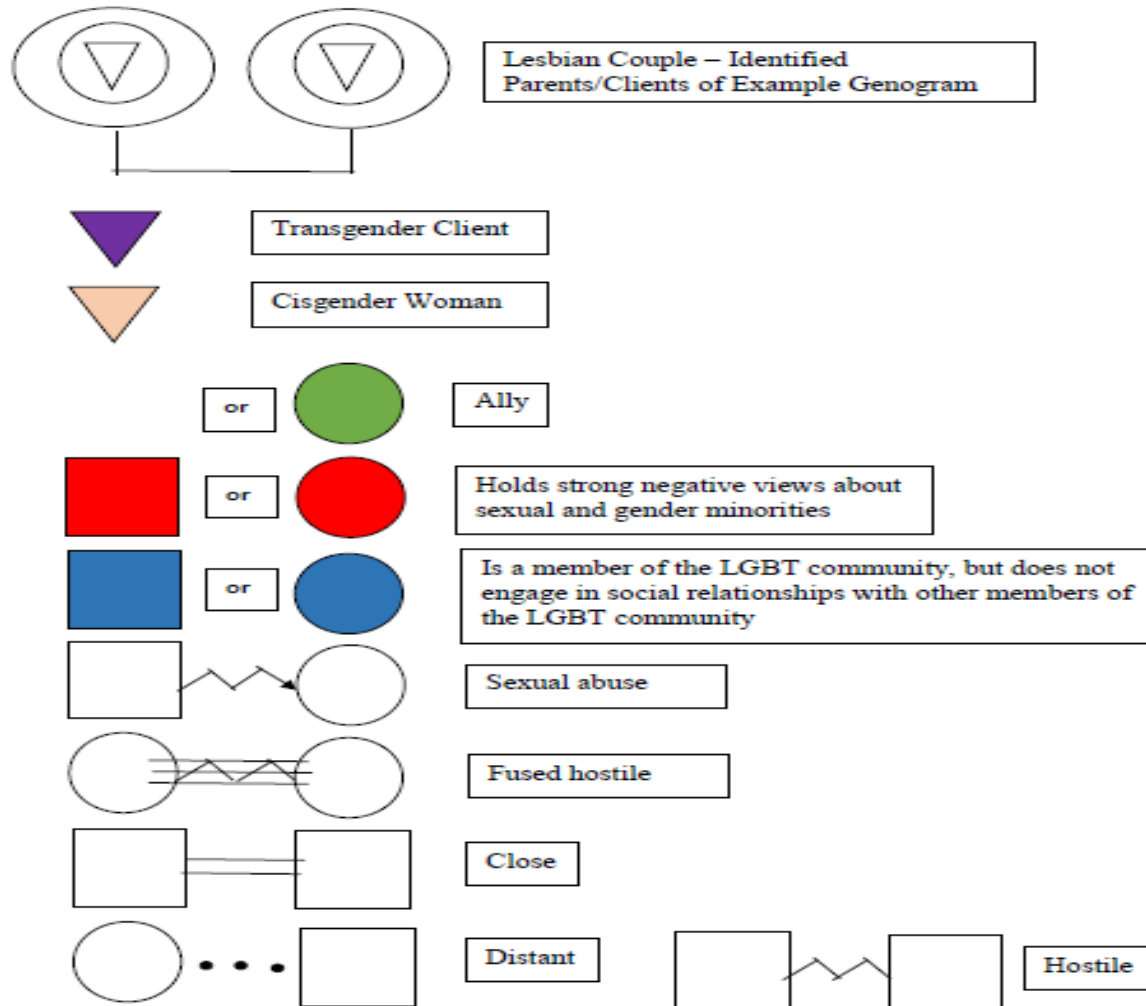 Lesbian Couple – Identified
Parents/Clients of Example Genogram
Transgender Client
Cisgender Woman
or
Ally
or
Holds strong negative views about
sexual and gender minorities
or
Is a member of the LGBT community, but does not
engage in social relationships with other members of
the LGBT community
Sexual abuse
Fused hostile
Close
Distant
Hostile